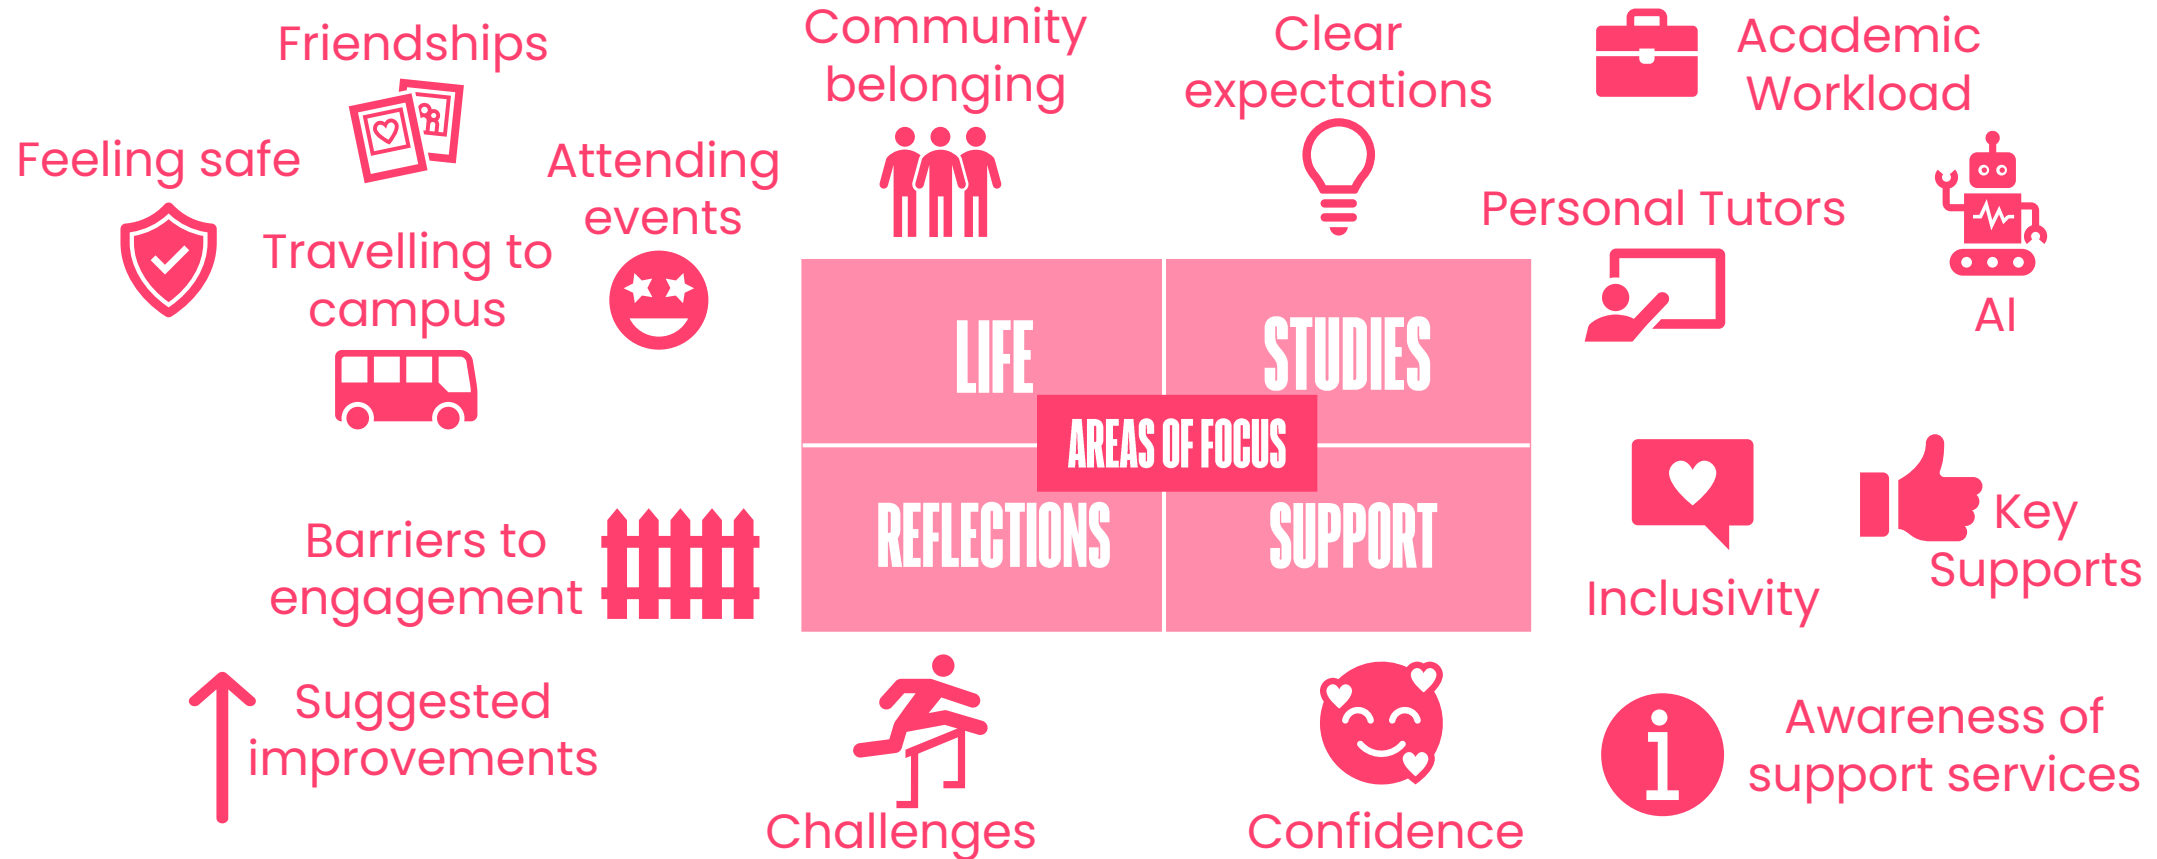 Friendships
Feeling safe
Travelling to
campus
Attending
events
Community
belonging
Clear
expectations
Academic
Workload
Personal Tutors
AI
LIFE
STUDIES
AREAS OF FOCUS
REFLECTIONS
SUPPORT
Barriers to
engagement
Suggested
improvements
Challenges
Inclusivity
Key
Supports
Confidence
Awareness of
support services